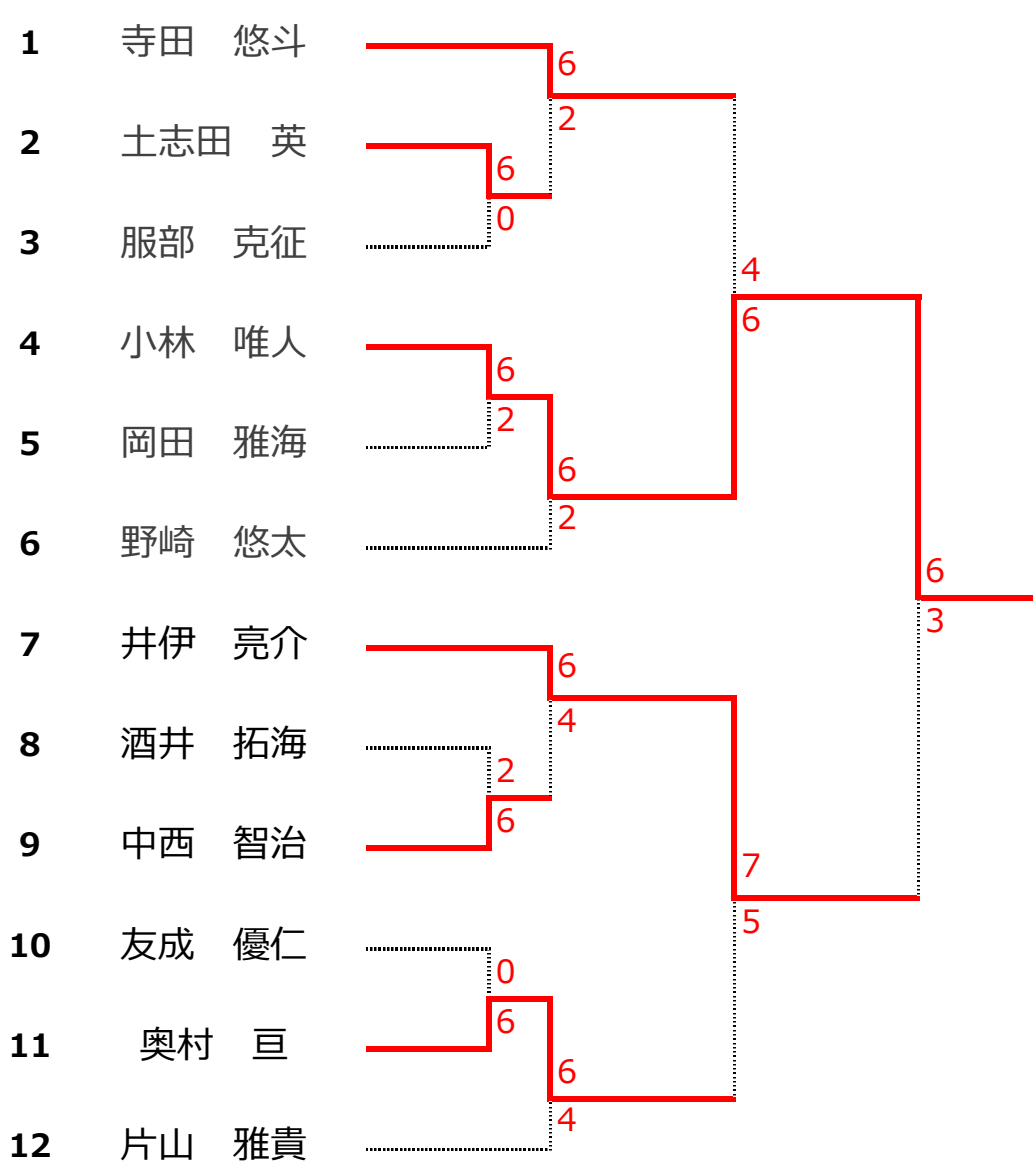 1 寺田　悠斗
6
2
2 土志田　英
6
0
3 服部　克征
4
6
4 小林　唯人
6
2
5 岡田　雅海
6
2
6 野崎　悠太
6
3
7 井伊　亮介
6
4
8 酒井　拓海
2
6
9 中西　智治
7
5
10 友成　優仁
0
6
11 奥村　亘
6
4
12 片山　雅貴